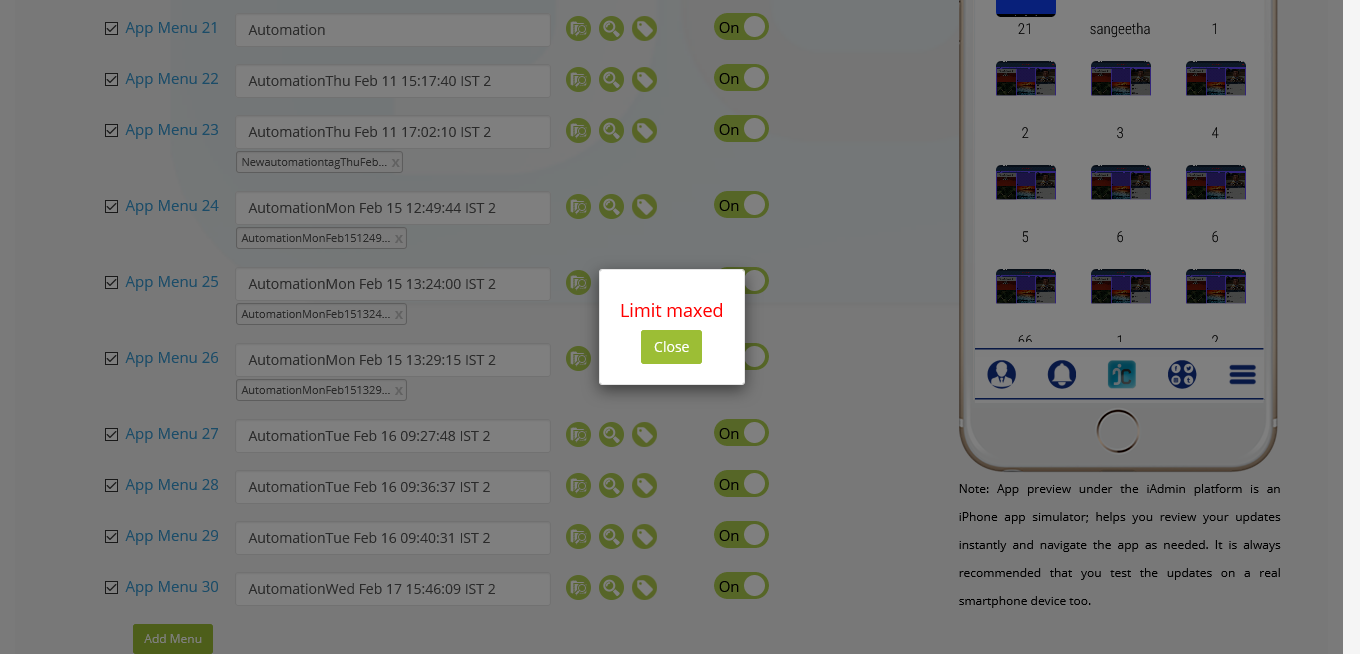 App Menu 21 Automation On
App Menu 22 AutomationThu Feb 11 15:17:40 IST 2 On
App Menu 23 AutomationThu Feb 11 17:02:10 IST 2 On
NewautomationtagThuFeb... x
App Menu 24 AutomationMon Feb 15 12:49:44 IST 2 On
AutomationMonFeb151249... x
App Menu 25 AutomationMon Feb 15 13:24:00 IST 2
AutomationMonFeb151324... x
App Menu 26 AutomationMon Feb 15 13:29:15 IST 2
AutomationMonFeb151329... x
App Menu 27 AutomationTue Feb 16 09:27:48 IST 2 On
App Menu 28 AutomationTue Feb 16 09:36:37 IST 2 On
App Menu 29 AutomationTue Feb 16 09:40:31 IST 2 On
App Menu 30 AutomationWed Feb 17 15:46:09 IST 2 On
Add Menu
Limit maxed
Close
21 sangeetha 1
2 3 4
5 6 6
66 1 2
jc
Note: App preview under the iAdmin platform is an
iPhone app simulator; helps you review your updates
instantly and navigate the app as needed. It is always
recommended that you test the updates on a real
smartphone device too.